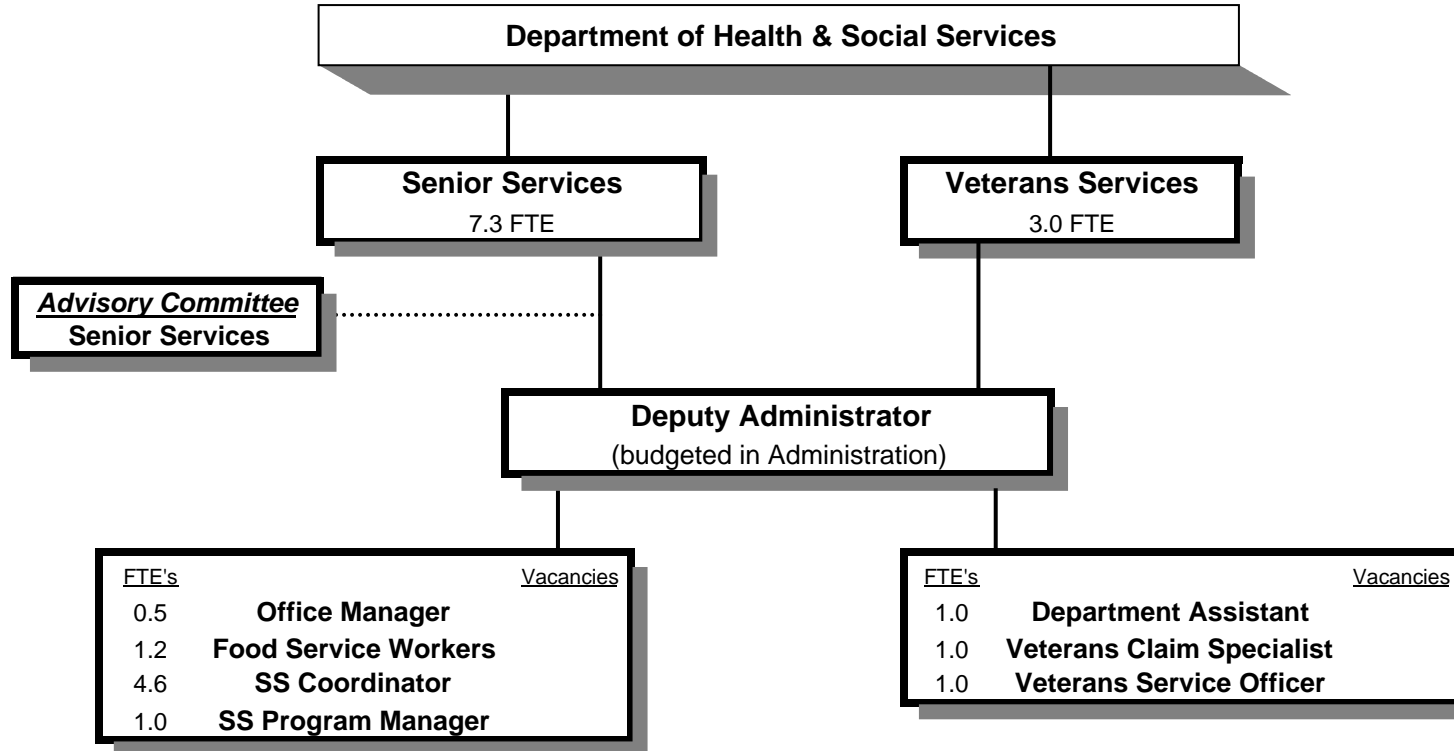 Department of Health & Social Services
Senior Services
7.3 FTE
Veterans Services
3.0 FTE
Advisory Committee
Senior Services
Deputy Administrator
(budgeted in Administration)
FTE's Vacancies
0.5 Office Manager
1.2 Food Service Workers
4.6 SS Coordinator
1.0 SS Program Manager
FTE's Vacancies
1.0 Department Assistant
1.0 Veterans Claim Specialist
1.0 Veterans Service Officer